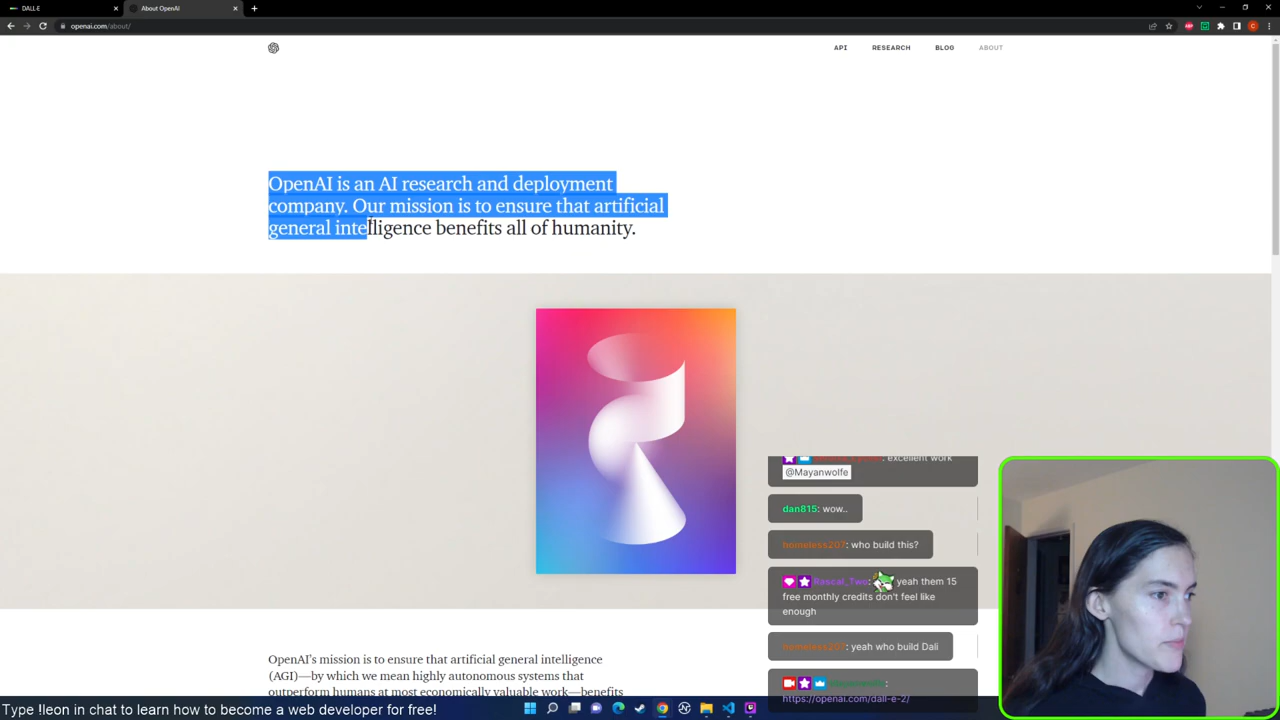 DALL·E
About OpenAI
openai.com/about/
API RESEARCH BLOG ABOUT
OpenAI is an AI research and deployment
company. Our mission is to ensure that artificial
general intelligence benefits all of humanity.
excellent work
@Mayanwolfe
dan815: wow..
homeless207: who build this?
Rascal_Two: yeah them 15
free monthly credits don't feel like
enough
homeless207: yeah who build Dali
https://openai.com/dall-e-2/
OpenAI's mission is to ensure that artificial general intelligence
(AGI)—by which we mean highly autonomous systems that
outperform humans at most economically valuable work—benefits
Type !leon in chat to learn how to become a web developer for free!